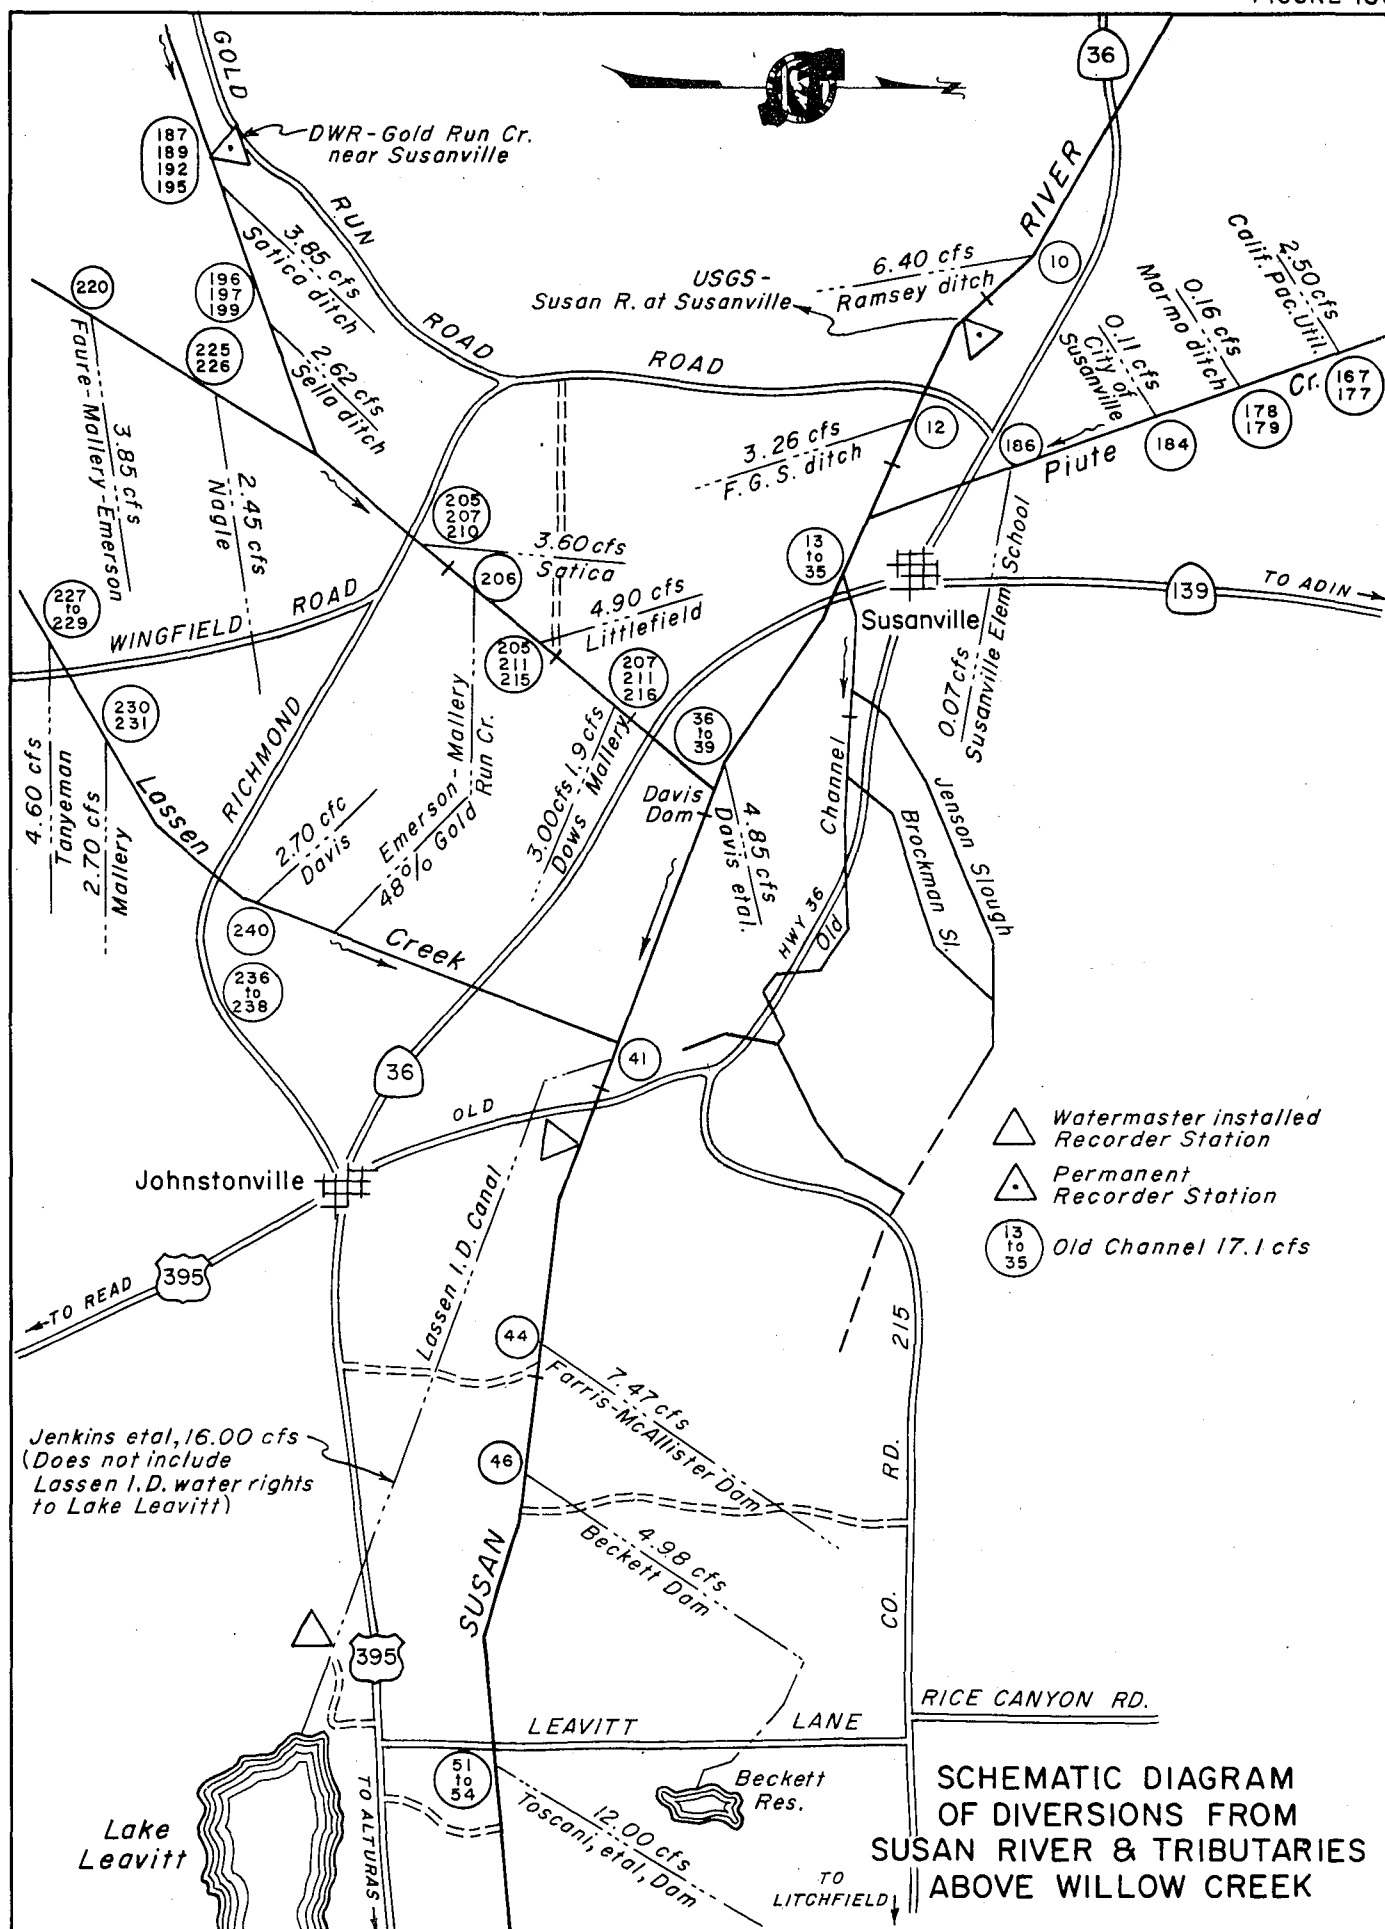 GOLD
RUN
ROAD
ROAD
36
187
189
192
195
DWR-Gold Run Cr.
near Susanville
RIVER
3.85 cfs
Satica ditch
USGS-
Susan R. at Susanville
6.40 cfs
Ramsey ditch
10
2.50 cfs
Calif. Pac. Util.
0.16 cfs
Marmo ditch
0.11 cfs
City of
Susanville
Cr.
167
177
178
179
184
186
Piute
220
196
197
199
225
226
2.62 cfs
Sella ditch
Faure-Mallery-Emerson
3.85 cfs
2.45 cfs
Nagle
3.26 cfs
F.G.S. ditch
12
205
207
210
3.60 cfs
Satica
206
13
to
35
Susanville
139
TO ADIN
0.07 cfs
Susanville Elem School
227
to
229
WINGFIELD ROAD
4.90 cfs
Littlefield
205
211
215
207
211
216
36
to
39
230
231
4.60 cfs
Tanyeman
2.70 cfs
Mallery
Lassen
RICHMOND
2.70 cfc
Davis
Emerson-Mallery
48% Gold Run Cr.
3.00cfs 1.9 cfs
Dows Mallery
Davis
Dam
4.85 cfs
Davis etal.
Channel
Old
HWY 36
Brockman Sl.
Jenson Slough
240
236
to
238
Creek
36
41
OLD
Johnstonville
Watermaster installed
Recorder Station
Permanent
Recorder Station
13
to
35
Old Channel 17.1 cfs
395
TO READ
Lassen I.D. Canal
44
7.47 cfs
Farris-McAllister Dam
215
RD.
CO.
Jenkins etal, 16.00 cfs
(Does not include
Lassen I.D. water rights
to Lake Leavitt)
46
4.98 cfs
Beckett Dam
SUSAN
395
LEAVITT LANE
RICE CANYON RD.
51
to
54
TO ALTURAS
12.00 cfs
Toscani, etal, Dam
Beckett
Res.
Lake
Leavitt
TO
LITCHFIELD
SCHEMATIC DIAGRAM
OF DIVERSIONS FROM
SUSAN RIVER & TRIBUTARIES
ABOVE WILLOW CREEK